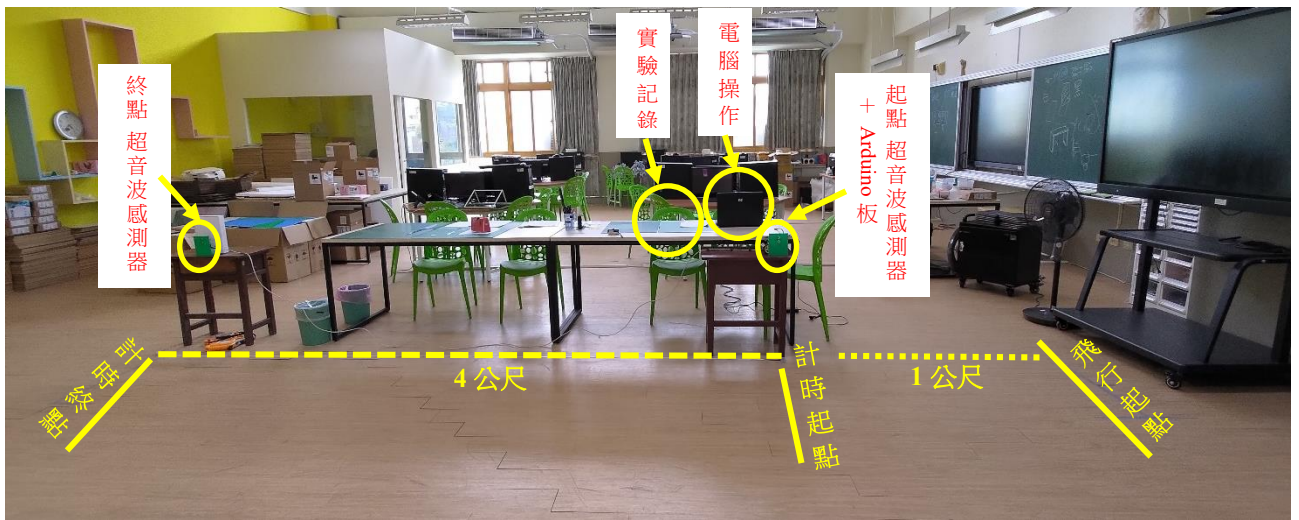 終點 超音波感測器
實驗記錄
電腦操作
起點 超音波感測器
+ Arduino 板
計時終點
4 公尺
計時起點
1 公尺
飛行起點